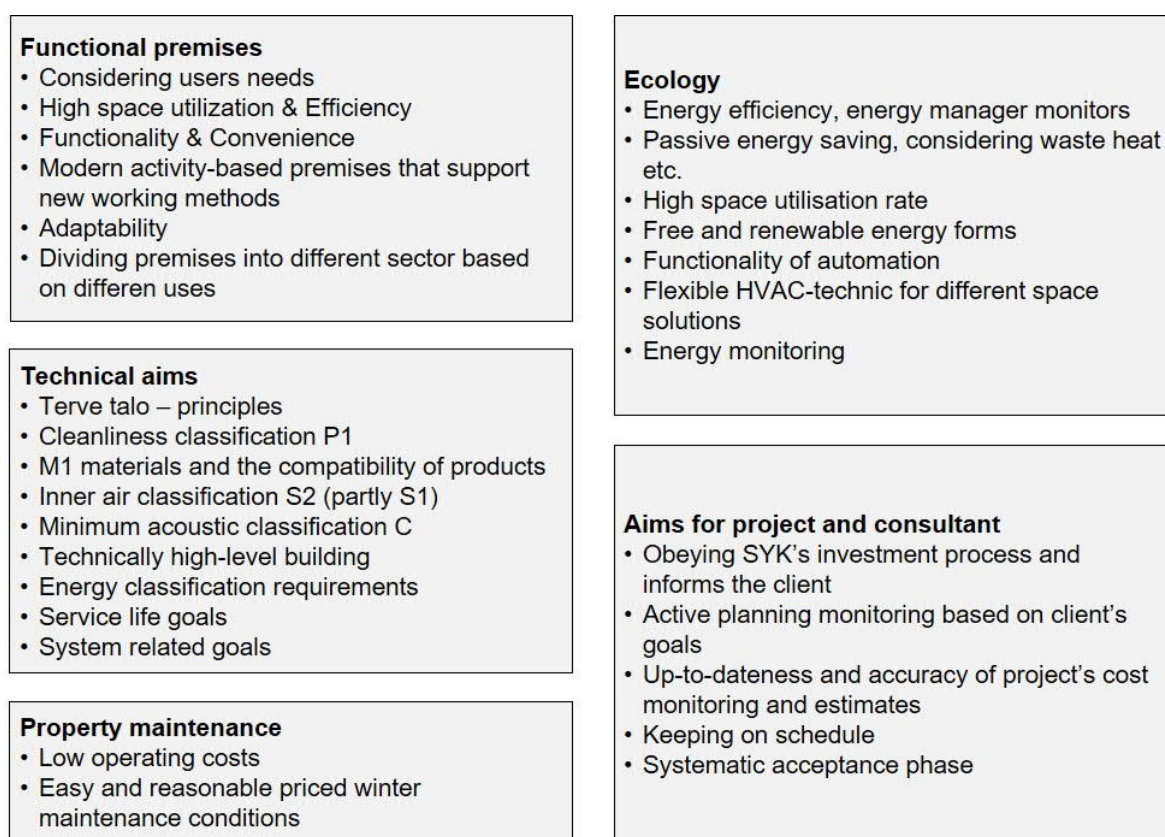 Functional premises
• Considering users needs
• High space utilization & Efficiency
• Functionality & Convenience
• Modern activity-based premises that support
new working methods
• Adaptability
• Dividing premises into different sector based
on differen uses
Technical aims
• Terve talo – principles
• Cleanliness classification P1
• M1 materials and the compatibility of products
• Inner air classification S2 (partly S1)
• Minimum acoustic classification C
• Technically high-level building
• Energy classification requirements
• Service life goals
• System related goals
Property maintenance
• Low operating costs
• Easy and reasonable priced winter
maintenance conditions
Ecology
• Energy efficiency, energy manager monitors
• Passive energy saving, considering waste heat
etc.
• High space utilisation rate
• Free and renewable energy forms
• Functionality of automation
• Flexible HVAC-technic for different space
solutions
• Energy monitoring
Aims for project and consultant
• Obeying SYK’s investment process and
informs the client
• Active planning monitoring based on client’s
goals
• Up-to-dateness and accuracy of project’s cost
monitoring and estimates
• Keeping on schedule
• Systematic acceptance phase